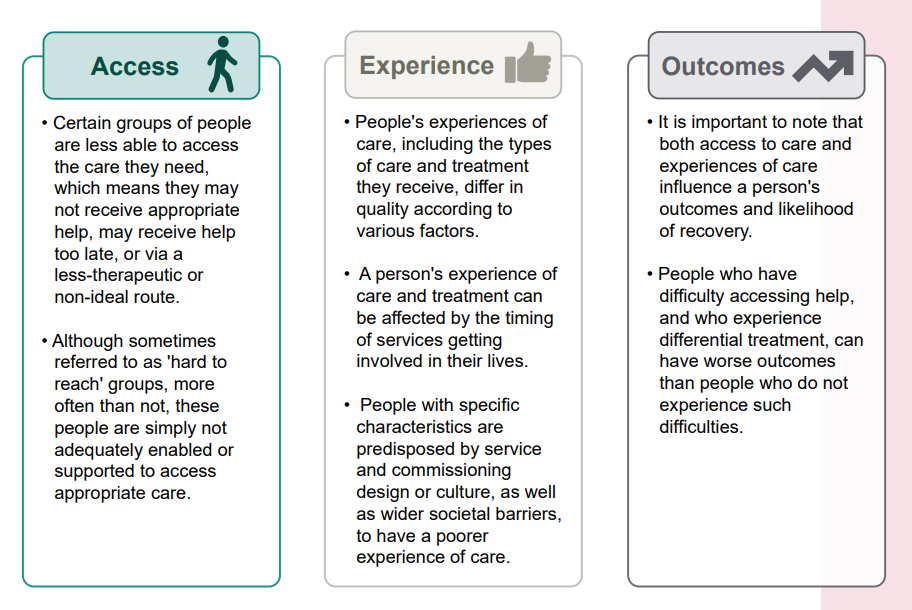 Access
• Certain groups of people
are less able to access
the care they need,
which means they may
not receive appropriate
help, may receive help
too late, or via a
less-therapeutic or
non-ideal route.
• Although sometimes
referred to as 'hard to
reach' groups, more
often than not, these
people are simply not
adequately enabled or
supported to access
appropriate care.
Experience
• People's experiences of
care, including the types
of care and treatment
they receive, differ in
quality according to
various factors.
• A person's experience of
care and treatment can
be affected by the timing
of services getting
involved in their lives.
• People with specific
characteristics are
predisposed by service
and commissioning
design or culture, as well
as wider societal barriers,
to have a poorer
experience of care.
Outcomes
• It is important to note that
both access to care and
experiences of care
influence a person's
outcomes and likelihood
of recovery.
• People who have
difficulty accessing help,
and who experience
differential treatment, can
have worse outcomes
than people who do not
experience such
difficulties.